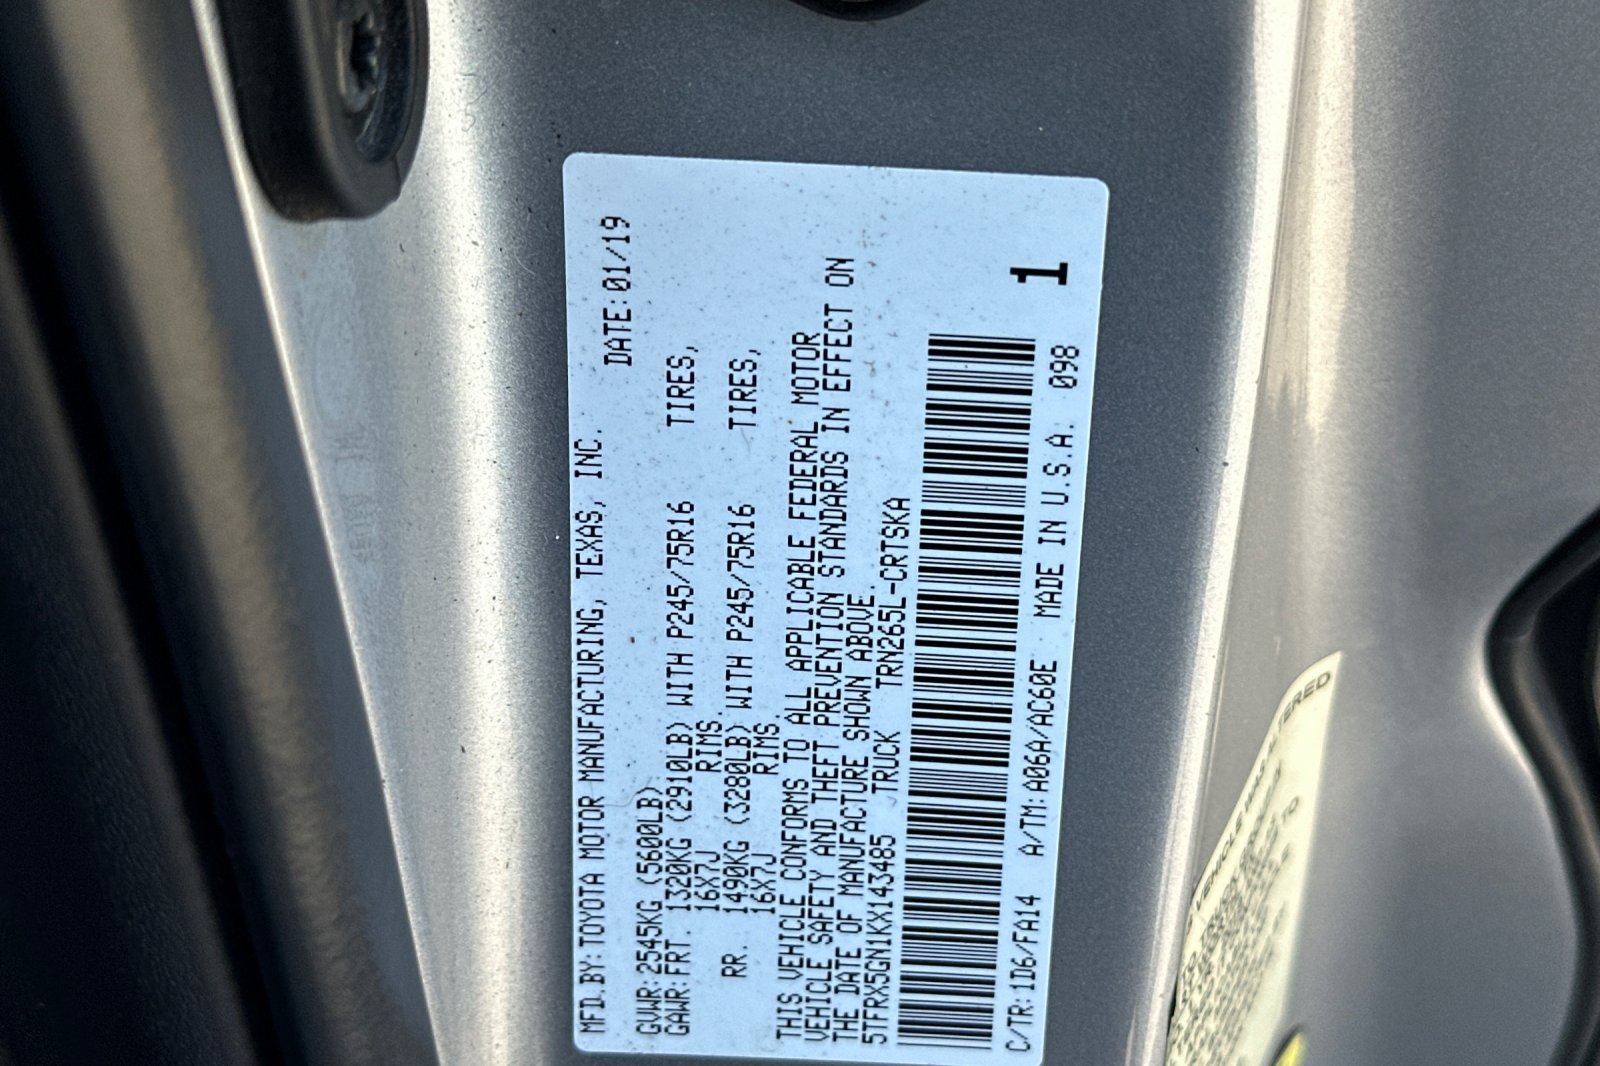 MFD.BY:TOYOTA MOTOR MANUFACTURING, TEXAS, INC.
DATE:01/19
GVWR:2545KG (5600LB)
GAWR:FRT. 1320KG (2910LB) WITH P245/75R16 TIRES,
16X7J RIMS.
RR. 1490KG (3280LB) WITH P245/75R16 TIRES,
16X7J RIMS.
THIS VEHICLE CONFORMS TO ALL APPLICABLE FEDERAL MOTOR
VEHICLE SAFETY AND THEFT PREVENTION STANDARDS IN EFFECT ON
THE DATE OF MANUFACTURE SHOWN ABOVE.
5TFRX5GN1KX143485 TRUCK TRN265L-CRTSKA
1
C/TR:1D6/FA14 A/TM:A06A/AC60E MADE IN U.S.A. 098
VEHICLE